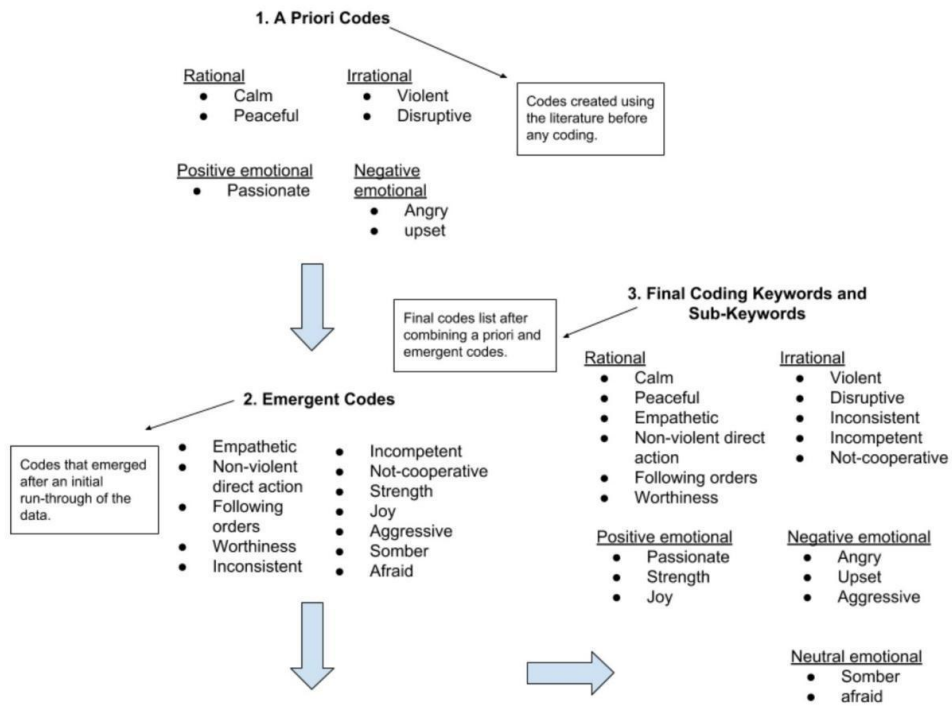 1. A Priori Codes
Rational
● Calm
● Peaceful
Irrational
● Violent
● Disruptive
Codes created using
the literature before
any coding.
Positive emotional
● Passionate
Negative
emotional
● Angry
● upset
2. Emergent Codes
Codes that emerged
after an initial
run-through of the
data.
● Empathetic
● Non-violent
direct action
● Following
orders
● Worthiness
● Inconsistent
● Incompetent
● Not-cooperative
● Strength
● Joy
● Aggressive
● Somber
● Afraid
3. Final Coding Keywords and
Sub-Keywords
Final codes list after
combining a priori and
emergent codes.
Rational
● Calm
● Peaceful
● Empathetic
● Non-violent direct
action
● Following orders
● Worthiness
Irrational
● Violent
● Disruptive
● Inconsistent
● Incompetent
● Not-cooperative
Positive emotional
● Passionate
● Strength
● Joy
Negative emotional
● Angry
● Upset
● Aggressive
Neutral emotional
● Somber
● afraid